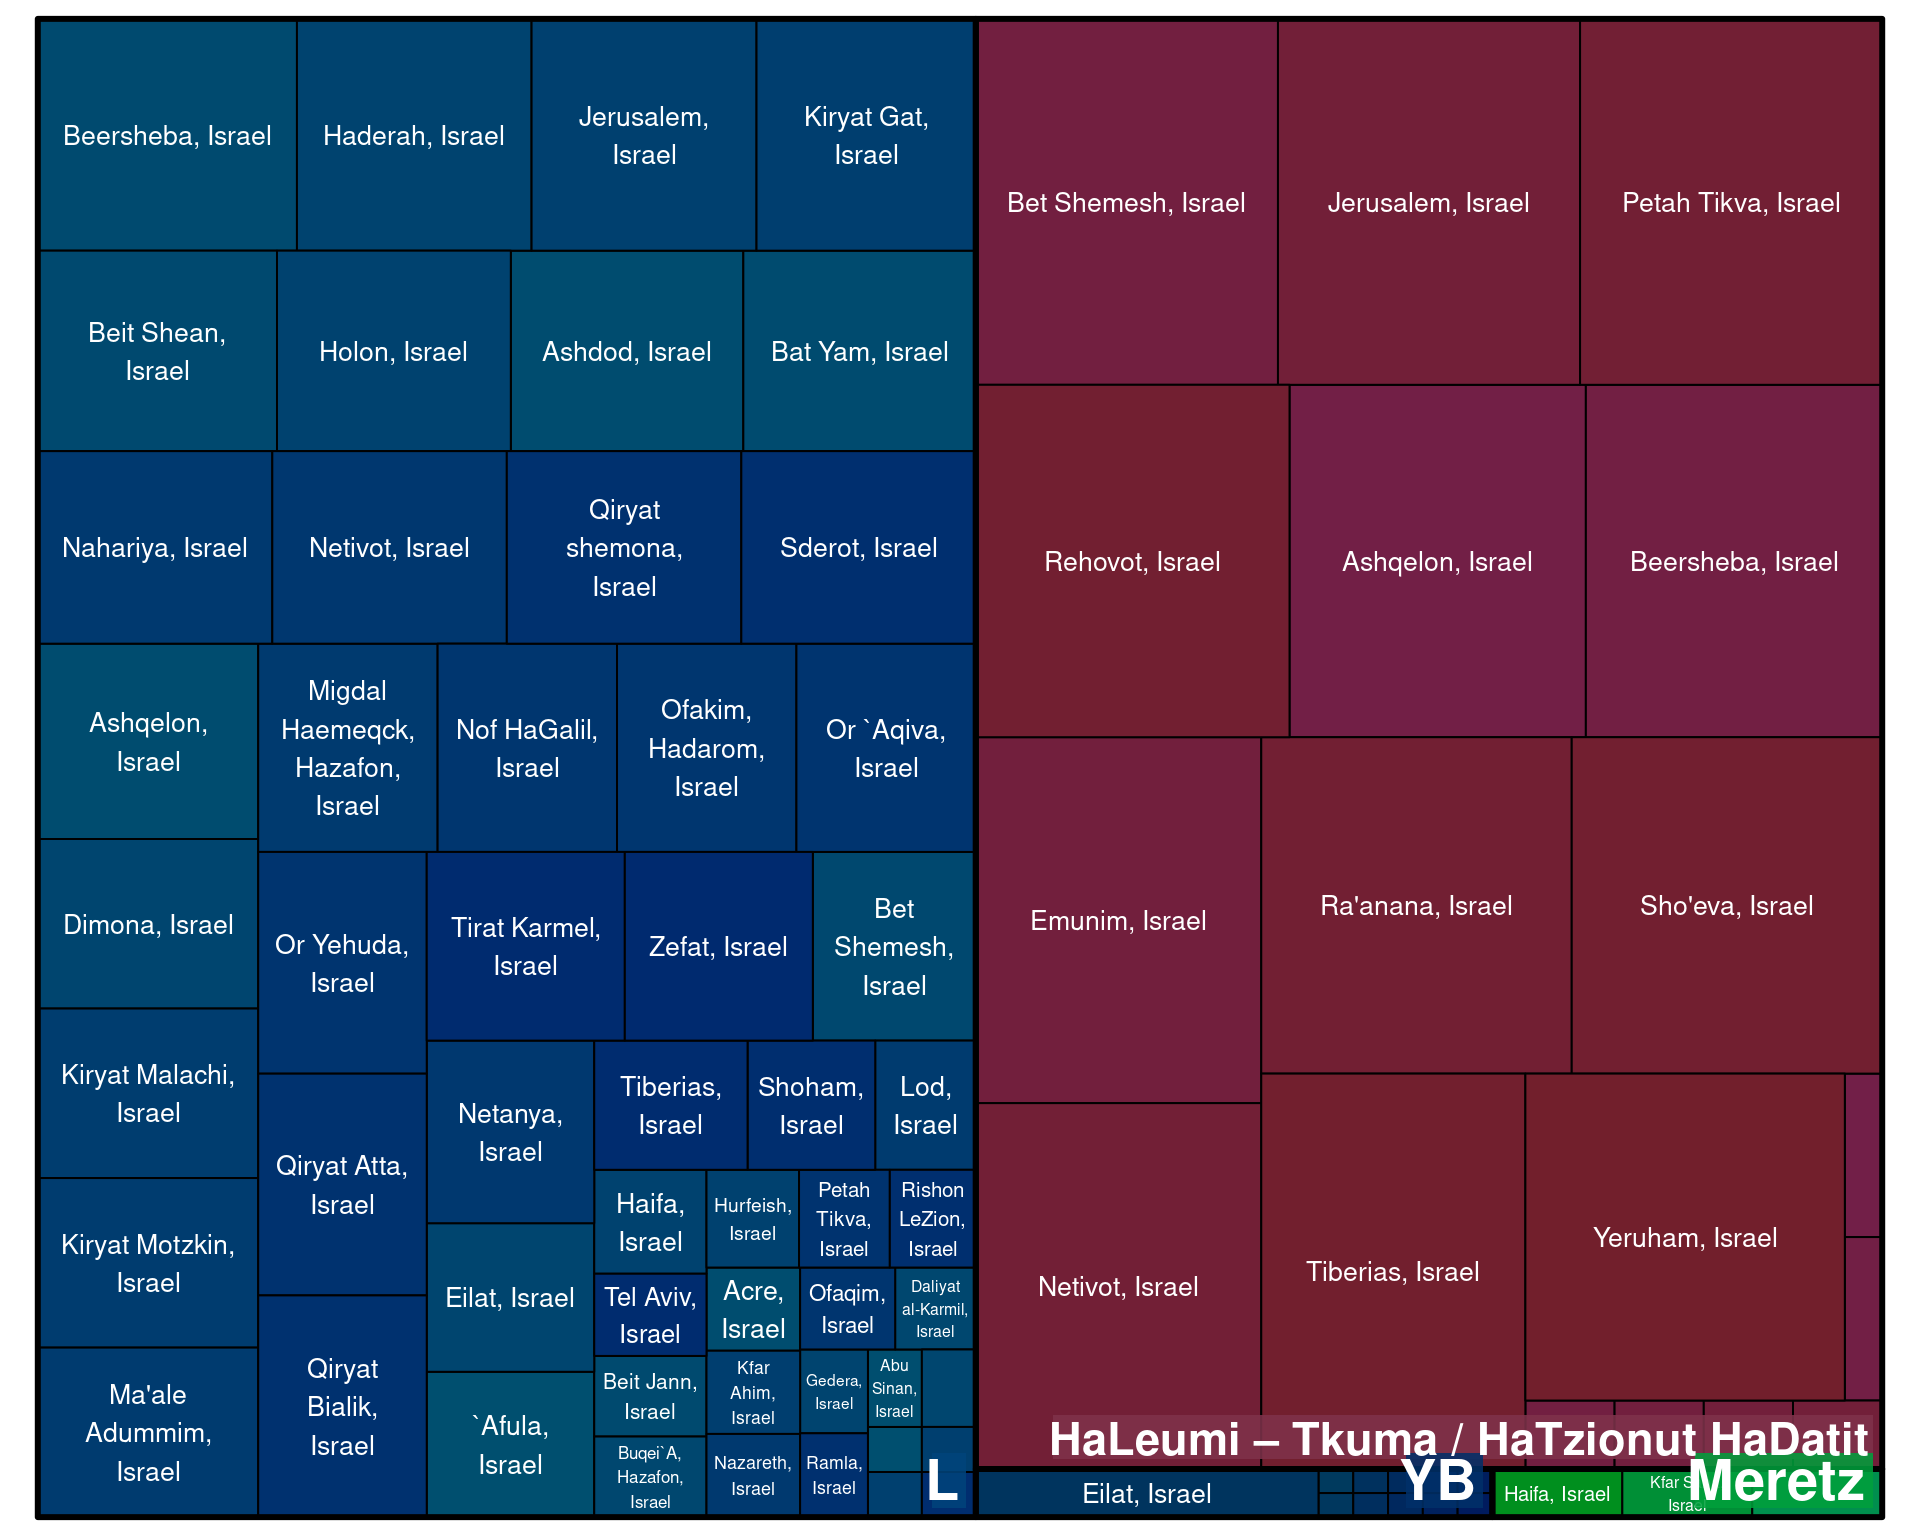 Beersheba, Israel
Haderah, Israel
Jerusalem,
Israel
Kiryat Gat,
Israel
Beit Shean,
Israel
Holon, Israel
Ashdod, Israel
Bat Yam, Israel
Nahariya, Israel
Netivot, Israel
Qiryat
shemona,
Israel
Sderot, Israel
Ashqelon,
Israel
Migdal
Haemeqck,
Hazafon,
Israel
Nof HaGalil,
Israel
Ofakim,
Hadarom,
Israel
Or `Aqiva,
Israel
Dimona, Israel
Or Yehuda,
Israel
Tirat Karmel,
Israel
Zefat, Israel
Bet
Shemesh,
Israel
Kiryat Malachi,
Israel
Qiryat Atta,
Israel
Netanya,
Israel
Tiberias,
Israel
Shoham,
Israel
Lod,
Israel
Kiryat Motzkin,
Israel
Eilat, Israel
Haifa,
Israel
Hurfeish,
Israel
Petah
Tikva,
Israel
Rishon
LeZion,
Israel
Tel Aviv,
Israel
Acre,
Israel
Ofaqim,
Israel
Daliyat
al-Karmil,
Israel
Ma'ale
Adummim,
Israel
Qiryat
Bialik,
Israel
`Afula,
Israel
Beit Jann,
Israel
Kfar
Ahim,
Israel
Gedera,
Israel
Abu
Sinan,
Israel
Buqei`A,
Hazafon,
Israel
Nazareth,
Israel
Ramla,
Israel
L
Bet Shemesh, Israel
Jerusalem, Israel
Petah Tikva, Israel
Rehovot, Israel
Ashqelon, Israel
Beersheba, Israel
Emunim, Israel
Ra'anana, Israel
Sho'eva, Israel
Netivot, Israel
Tiberias, Israel
Yeruham, Israel
HaLeumi – Tkuma / HaTzionut HaDatit
Eilat, Israel
YB
Haifa, Israel
Kfar
Israel
Meretz